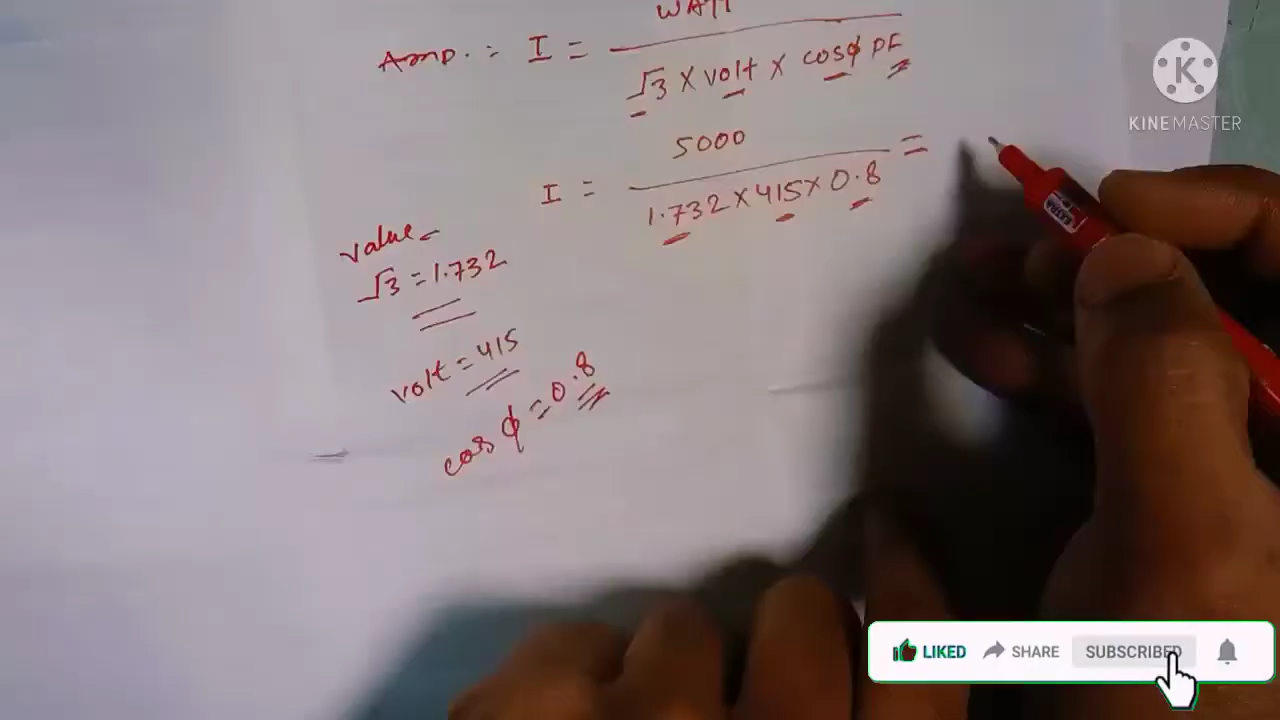 WATT
Amp. = I =
√3 × volt × cosϕ PF
5000
I = =
1.732 × 415 × 0.8
value
√3 = 1.732
volt = 415
cos ϕ = 0.8
KINEMASTER
LIKED SHARE SUBSCRIBED